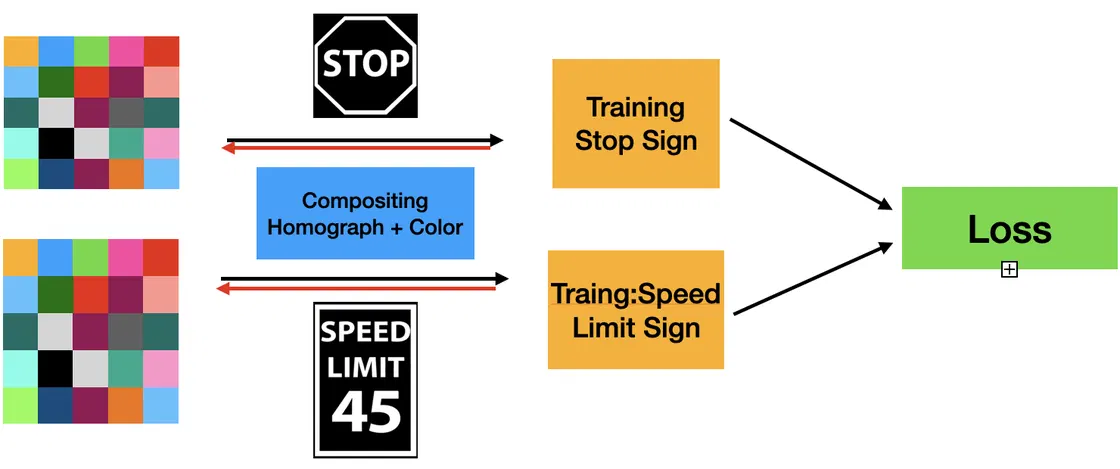 STOP
Training
Stop Sign
Compositing
Homograph + Color
Loss
Traing:Speed
Limit Sign
SPEED
LIMIT
45